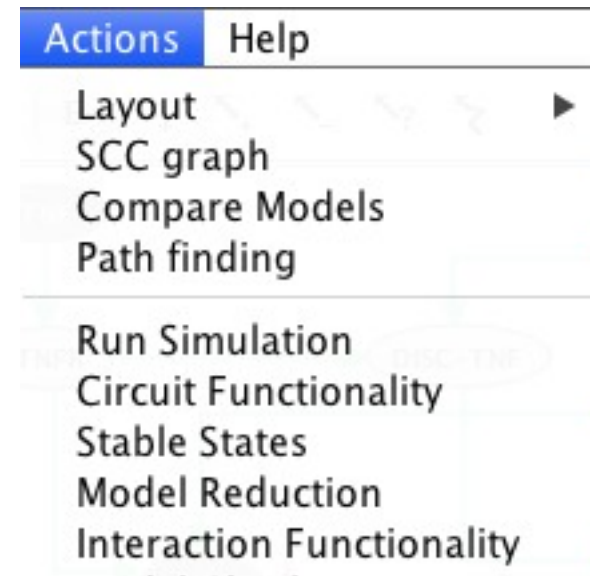 Actions Help
Layout
SCC graph
Compare Models
Path finding
Run Simulation
Circuit Functionality
Stable States
Model Reduction
Interaction Functionality